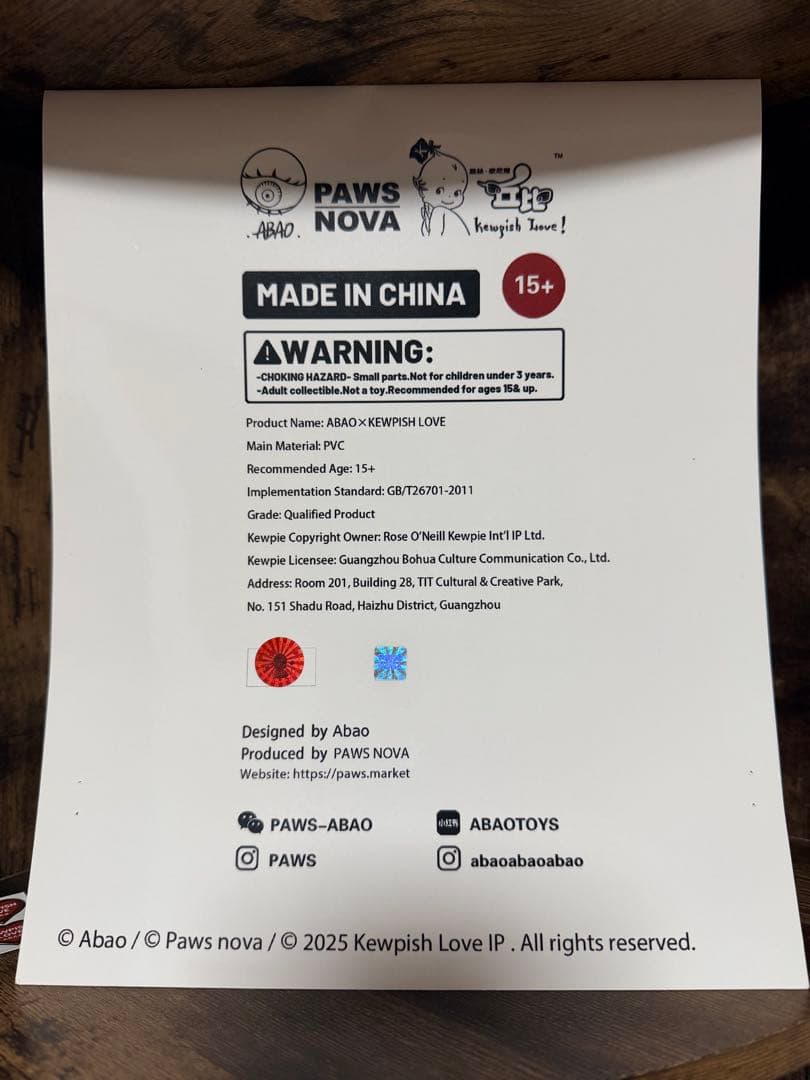 ABAO.
PAWS
NOVA
TM
Kewpish Love!
MADE IN CHINA
15+
WARNING:
-CHOKING HAZARD- Small parts.Not for children under 3 years.
-Adult collectible.Not a toy.Recommended for ages 15& up.
Product Name: ABAO×KEWPISH LOVE
Main Material: PVC
Recommended Age: 15+
Implementation Standard: GB/T26701-2011
Grade: Qualified Product
Kewpie Copyright Owner: Rose O'Neill Kewpie Int'l IP Ltd.
Kewpie Licensee: Guangzhou Bohua Culture Communication Co., Ltd.
Address: Room 201, Building 28, TIT Cultural & Creative Park,
No. 151 Shadu Road, Haizhu District, Guangzhou
Designed by Abao
Produced by PAWS NOVA
Website: https://paws.market
PAWS-ABAO
小红书 ABAOTOYS
PAWS
abaoabaoabao
© Abao / © Paws nova / © 2025 Kewpish Love IP . All rights reserved.